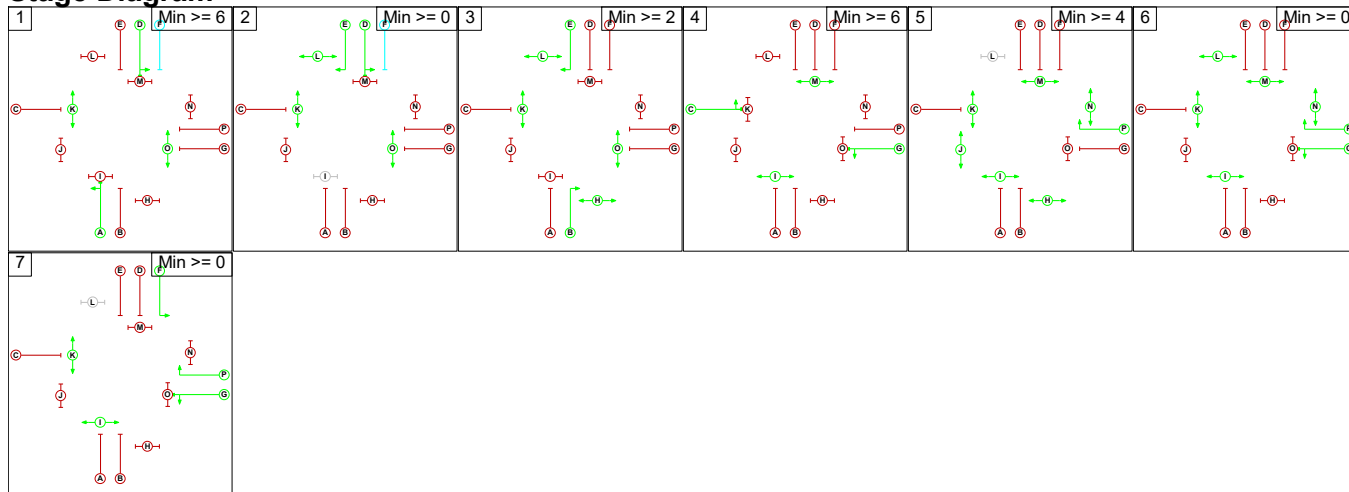 Stage Diagram
1 Min >= 6
E D F
L
M
C K N
P
J O G
I
H
A B
2 Min >= 0
E D F
L
M
C K N
P
J O G
I
H
A B
3 Min >= 2
E D F
L
M
C K N
P
J O G
I
H
A B
4 Min >= 6
E D F
L
M
C K N
P
J O G
I
H
A B
5 Min >= 4
E D F
L
M
C K N
P
J O G
I
H
A B
6 Min >= 0
E D F
L
M
C K N
P
J O G
I
H
A B
7 Min >= 0
E D F
L
M
C K N
P
J O G
I
H
A B